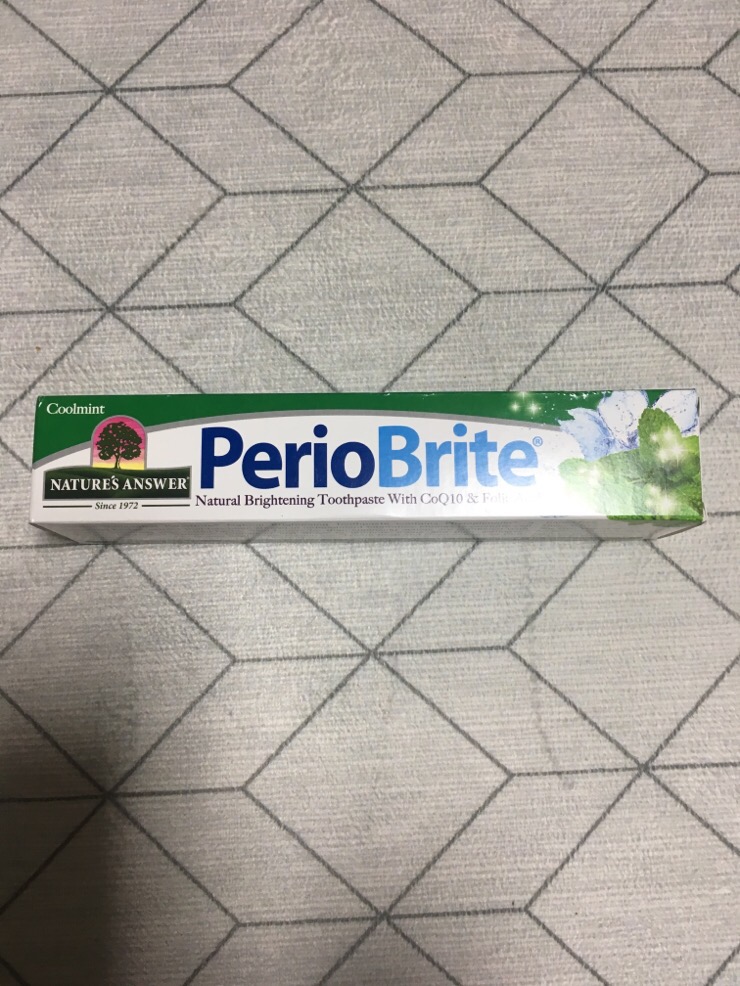 Coolmint
NATURE'S ANSWER®
Since 1972
PerioBrite®
Natural Brightening Toothpaste With CoQ10 &